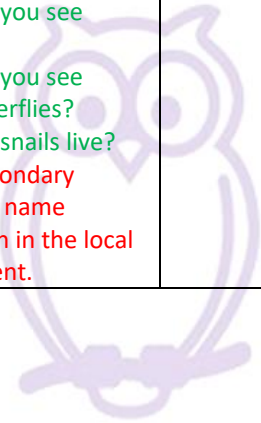 you see
you see
erflies?
snails live?
ondary
name
n in the local
ent.